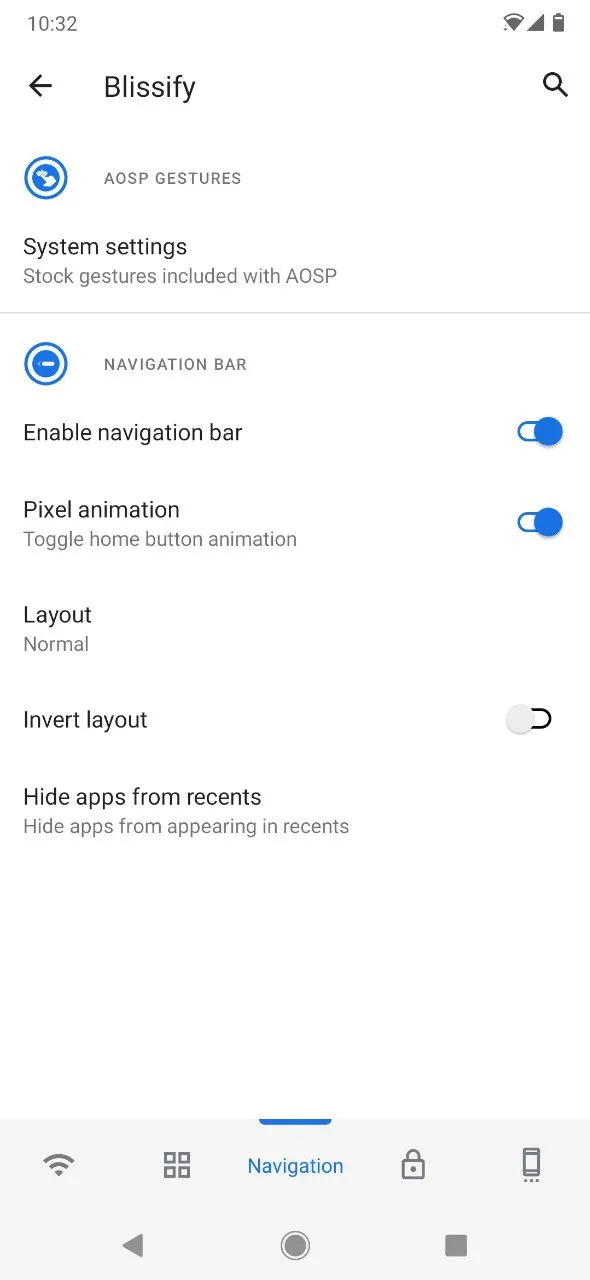 10:32
Blissify
AOSP GESTURES
System settings
Stock gestures included with AOSP
NAVIGATION BAR
Enable navigation bar
Pixel animation
Toggle home button animation
Layout
Normal
Invert layout
Hide apps from recents
Hide apps from appearing in recents
Navigation